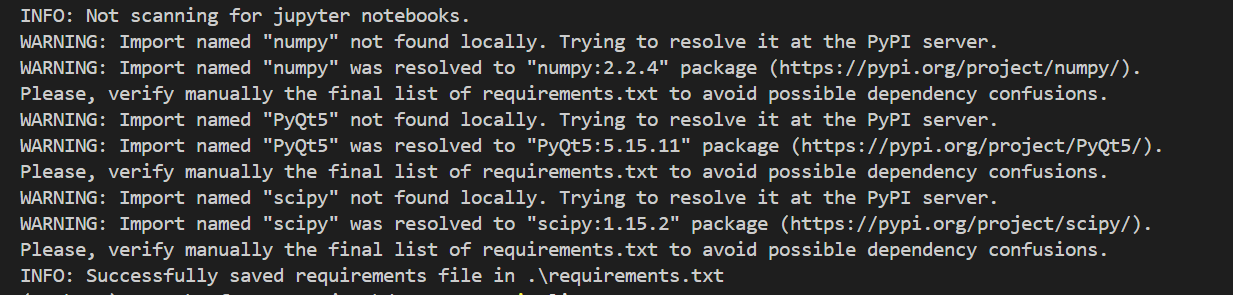 INFO: Not scanning for jupyter notebooks.
WARNING: Import named "numpy" not found locally. Trying to resolve it at the PyPI server.
WARNING: Import named "numpy" was resolved to "numpy:2.2.4" package (https://pypi.org/project/numpy/).
Please, verify manually the final list of requirements.txt to avoid possible dependency confusions.
WARNING: Import named "PyQt5" not found locally. Trying to resolve it at the PyPI server.
WARNING: Import named "PyQt5" was resolved to "PyQt5:5.15.11" package (https://pypi.org/project/PyQt5/).
Please, verify manually the final list of requirements.txt to avoid possible dependency confusions.
WARNING: Import named "scipy" not found locally. Trying to resolve it at the PyPI server.
WARNING: Import named "scipy" was resolved to "scipy:1.15.2" package (https://pypi.org/project/scipy/).
Please, verify manually the final list of requirements.txt to avoid possible dependency confusions.
INFO: Successfully saved requirements file in .\requirements.txt